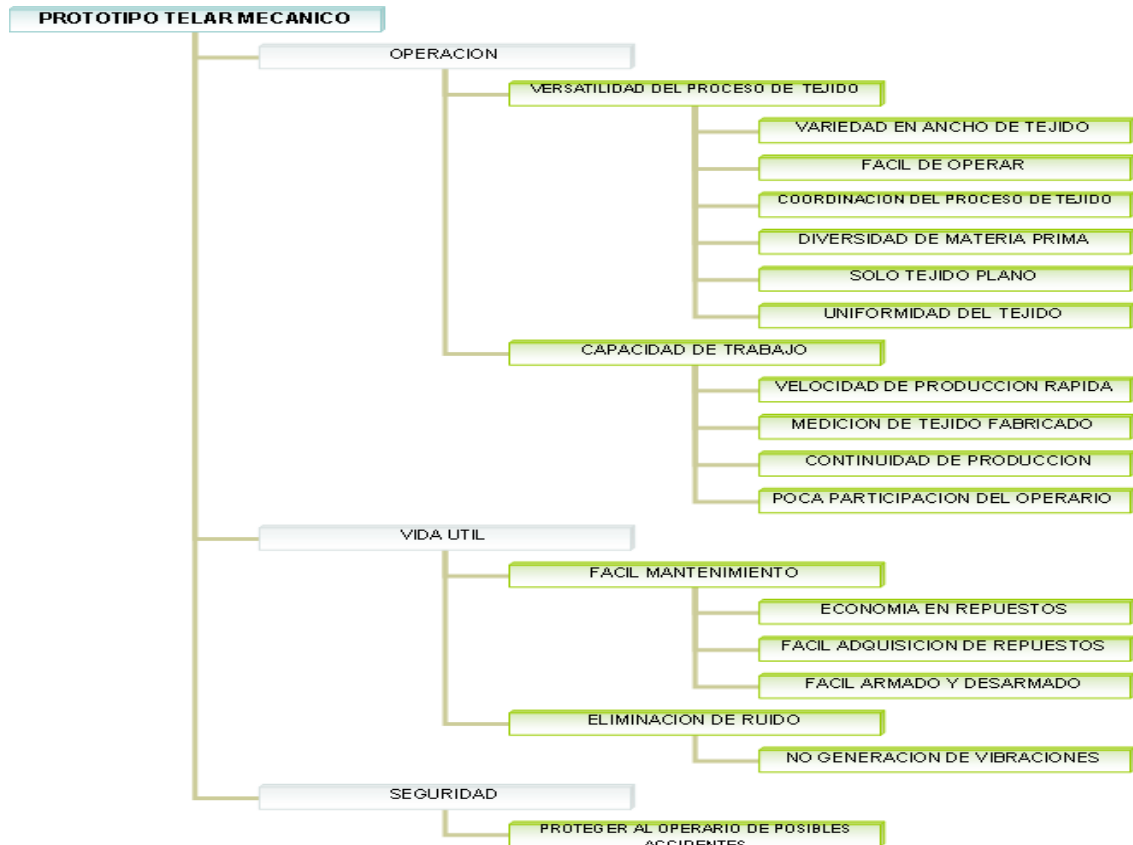 PROTOTIPO TELAR MECANICO
OPERACION
VERSATILIDAD DEL PROCESO DE TEJIDO
VARIEDAD EN ANCHO DE TEJIDO
FACIL DE OPERAR
COORDINACION DEL PROCESO DE TEJIDO
DIVERSIDAD DE MATERIA PRIMA
SOLO TEJIDO PLANO
UNIFORMIDAD DEL TEJIDO
CAPACIDAD DE TRABAJO
VELOCIDAD DE PRODUCCION RAPIDA
MEDICION DE TEJIDO FABRICADO
CONTINUIDAD DE PRODUCCION
POCA PARTICIPACION DEL OPERARIO
VIDA UTIL
FACIL MANTENIMIENTO
ECONOMIA EN REPUESTOS
FACIL ADQUISICION DE REPUESTOS
FACIL ARMADO Y DESARMADO
ELIMINACION DE RUIDO
NO GENERACION DE VIBRACIONES
SEGURIDAD
PROTEGER AL OPERARIO DE POSIBLES
ACCIDENTES